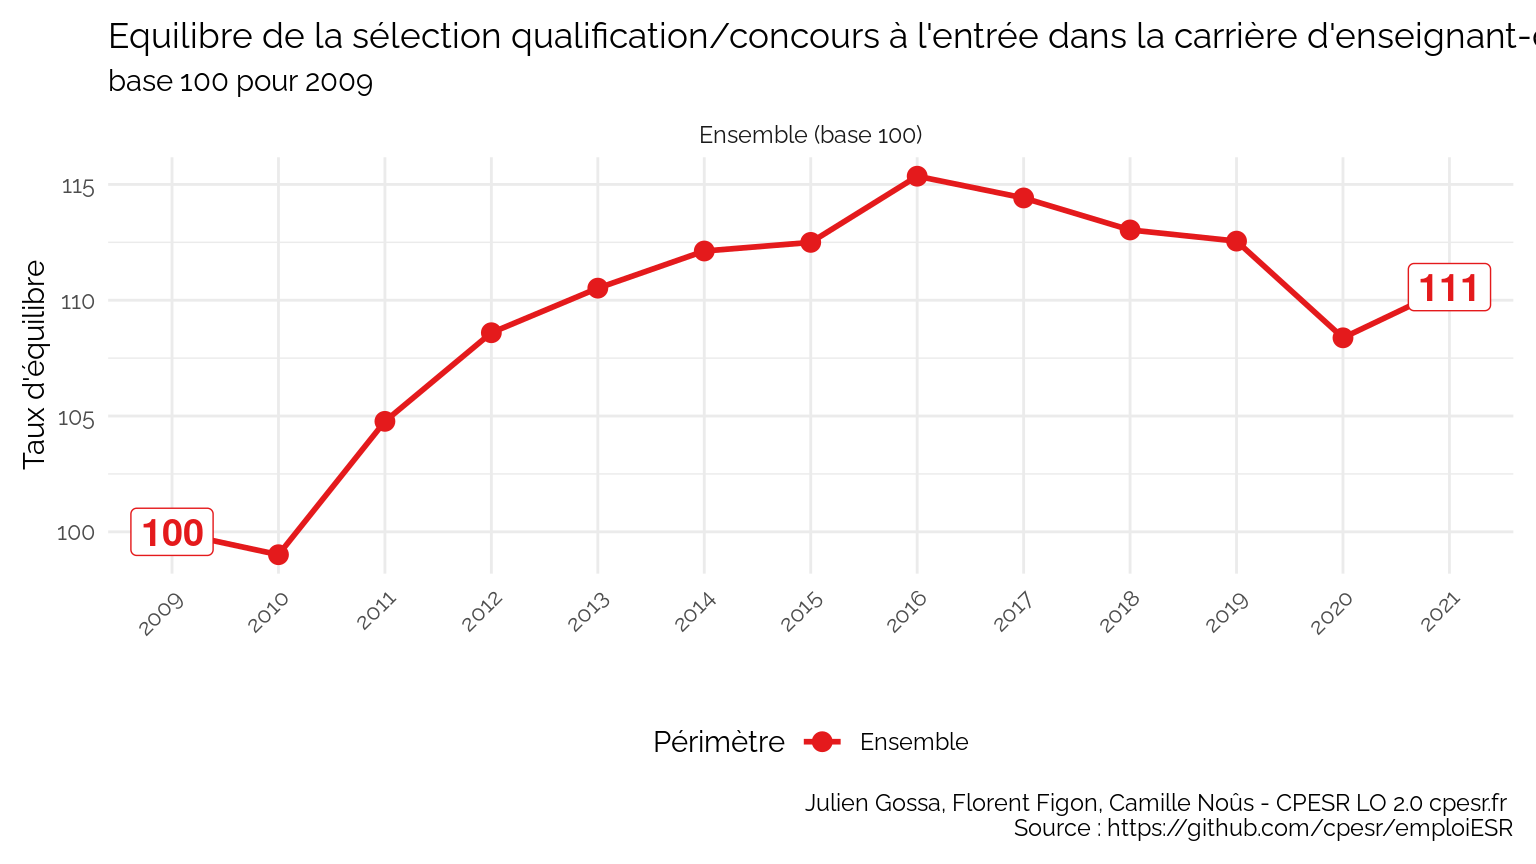 Equilibre de la sélection qualification/concours à l'entrée dans la carrière d'enseignant-
base 100 pour 2009
Ensemble (base 100)
Taux d'équilibre
115
110
105
100
100
111
2009 2010 2011 2012 2013 2014 2015 2016 2017 2018 2019 2020 2021
Périmètre Ensemble
Julien Gossa, Florent Figon, Camille Noûs - CPESR LO 2.0 cpesr.fr
Source : https://github.com/cpesr/emploiESR